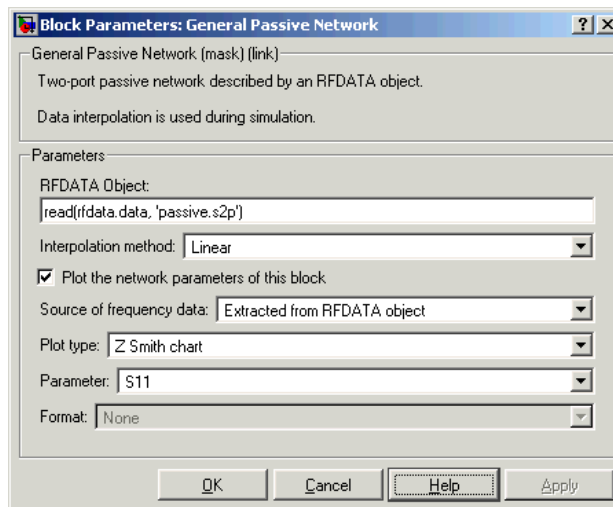 Block Parameters: General Passive Network
General Passive Network (mask) (link)
Two-port passive network described by an RFDATA object.
Data interpolation is used during simulation.
Parameters
RFDATA Object:
read(rfdata.data, 'passive.s2p')
Interpolation method: Linear
Plot the network parameters of this block
Source of frequency data: Extracted from RFDATA object
Plot type: Z Smith chart
Parameter: S11
Format: None
OK Cancel Help Apply